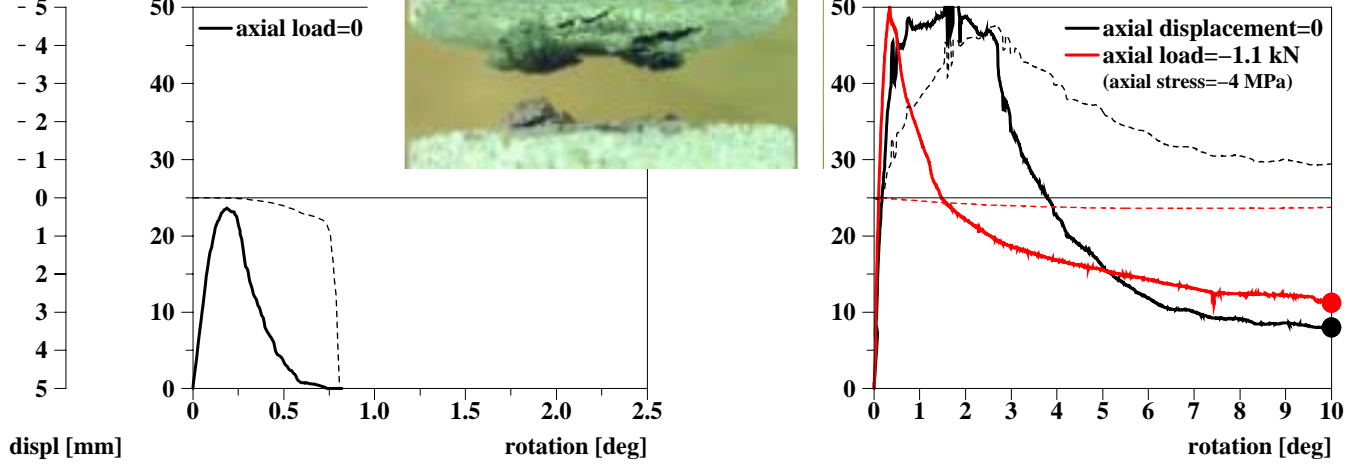 - 5
- 4
- 3
- 2
- 1
0
1
2
3
4
5
displ [mm]
50
40
30
20
10
0
axial load=0
0 0.5 1.0 1.5 2.0 2.5
rotation [deg]
50
40
30
20
10
0
axial displacement=0
axial load=−1.1 kN
(axial stress=−4 MPa)
0 1 2 3 4 5 6 7 8 9 10
rotation [deg]